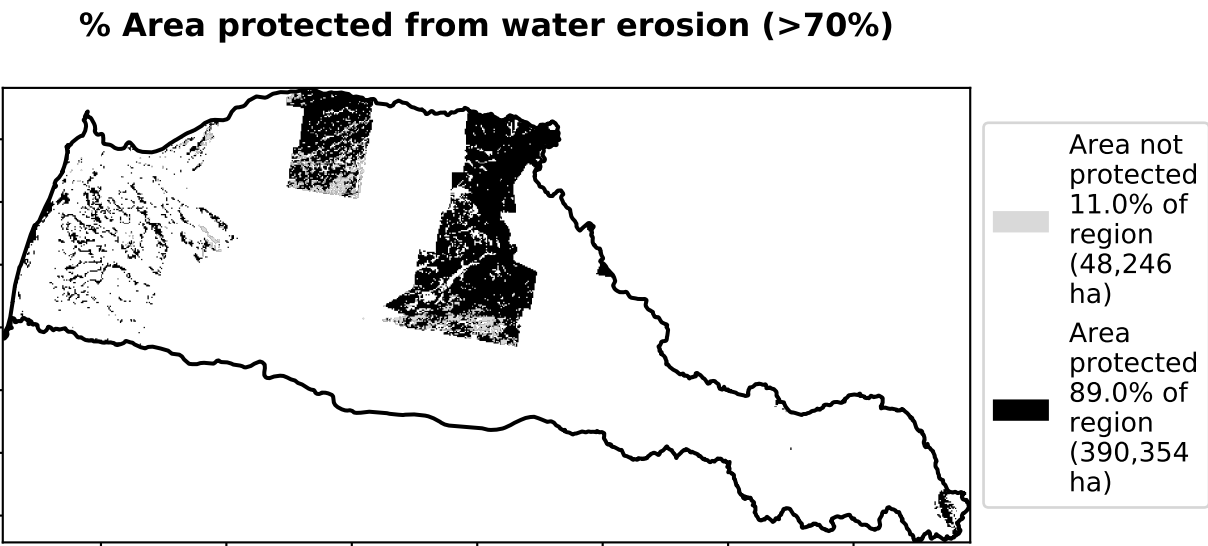 % Area protected from water erosion (>70%)
Area not
protected
11.0% of
region
(48,246
ha)
Area
protected
89.0% of
region
(390,354
ha)